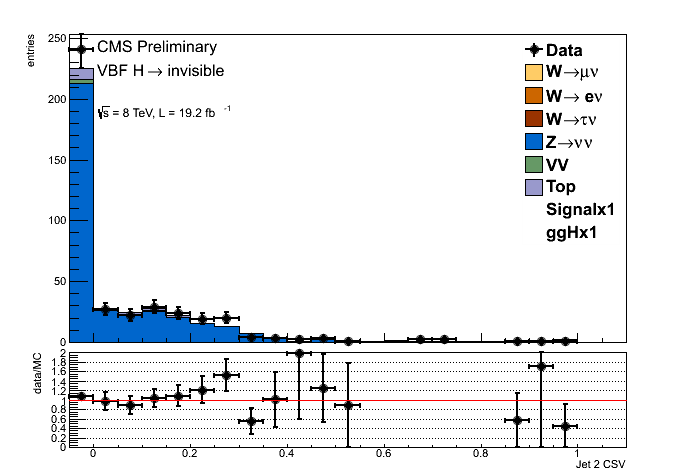 entries
250
200
150
100
50
0
CMS Preliminary
VBF H → invisible
√s = 8 TeV, L = 19.2 fb -1
Data
W→μν
W→ eν
W→τν
Z→νν
VV
Top
Signalx1
ggHx1
data/MC
2
1.8
1.6
1.4
1.2
1
0.8
0.6
0.4
0.2
0
0 0.2 0.4 0.6 0.8 1
Jet 2 CSV